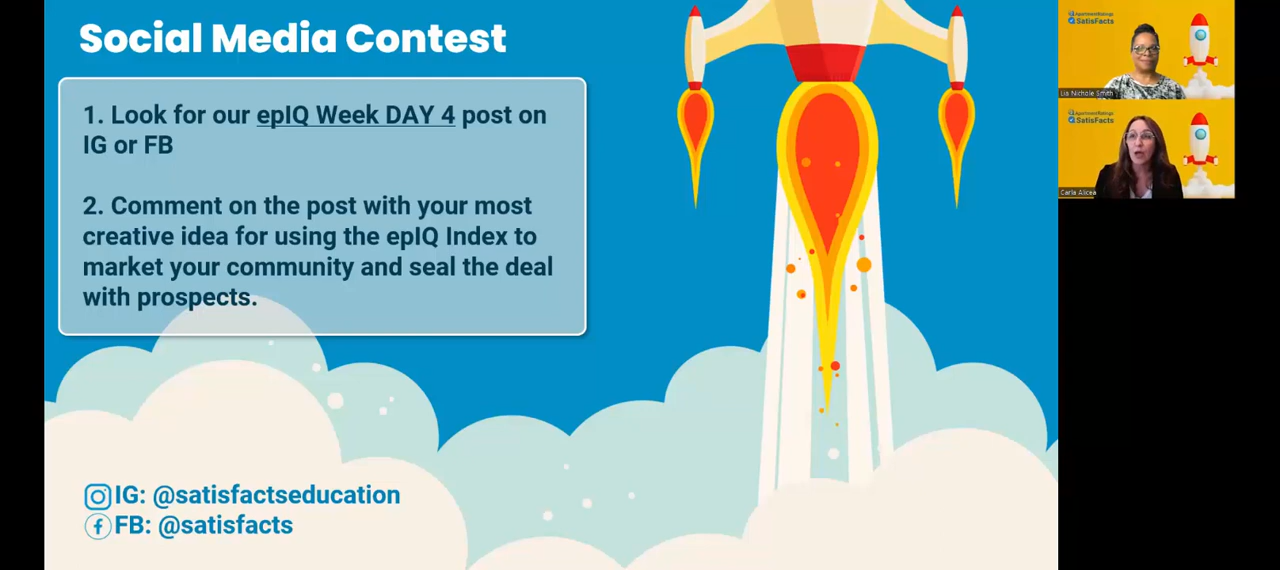 Social Media Contest
1. Look for our epIQ Week DAY 4 post on
IG or FB
2. Comment on the post with your most
creative idea for using the epIQ Index to
market your community and seal the deal
with prospects.
IG: @satisfactseducation
FB: @satisfacts
ApartmentRatings
SatisFacts
Lia Nichole Smith
ApartmentRatings
SatisFacts
Carla Alicea